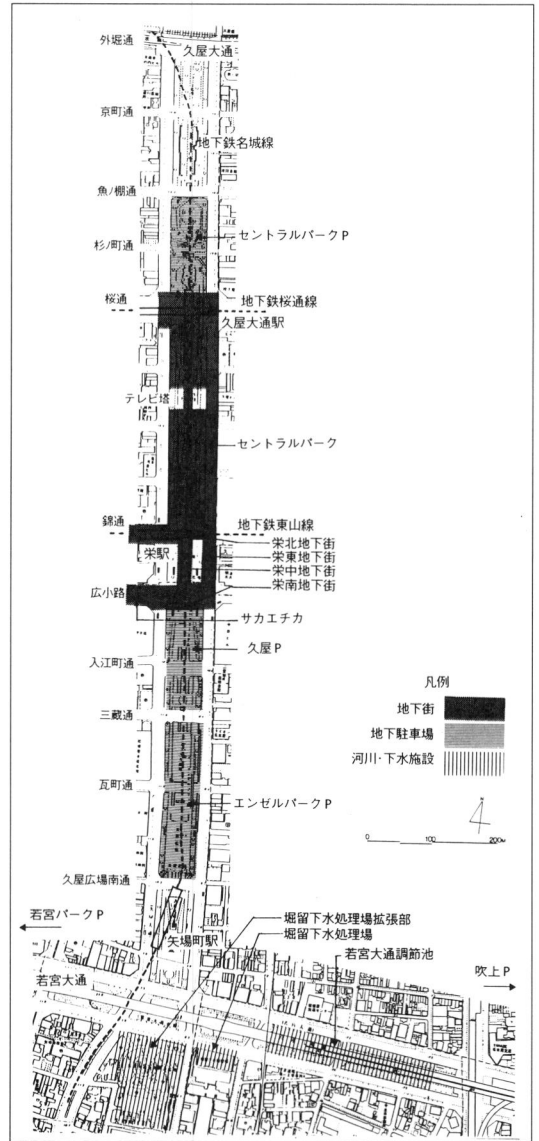 外堀通
久屋大通
京町通
地下鉄名城線
魚ノ棚通
セントラルパークP
杉ノ町通
桜通
地下鉄桜通線
久屋大通駅
テレビ塔
セントラルパーク
錦通
地下鉄東山線
栄北地下街
栄駅
栄東地下街
栄中地下街
広小路
栄南地下街
サカエチカ
久屋P
入江町通
凡例
地下街
三蔵通
地下駐車場
河川・下水施設
瓦町通
エンゼルパークP
0 100 200m
久屋広場南通
若宮パークP
堀留下水処理場拡張部
矢場町駅
堀留下水処理場
若宮大通調節池
若宮大通
吹上P